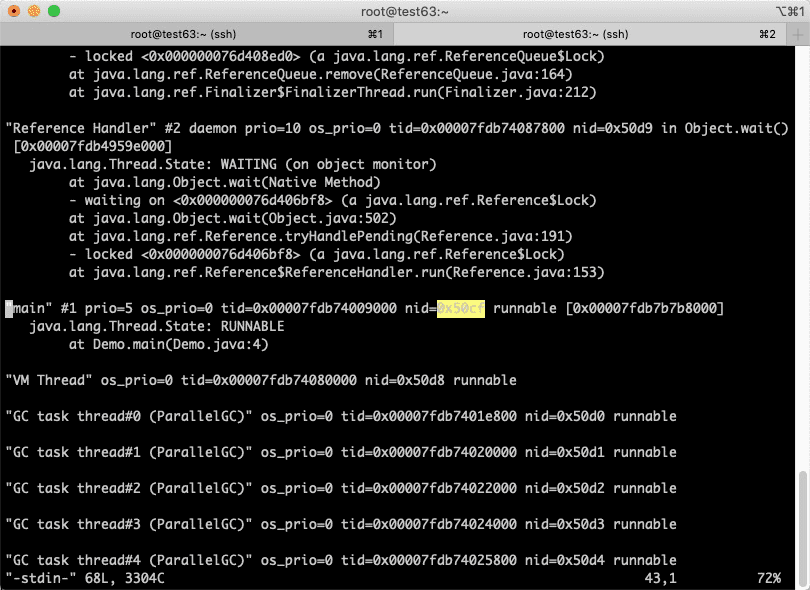 root@test63:~
⌥⌘1
root@test63:~ (ssh) ⌘1
root@test63:~ (ssh) ⌘2
- locked <0x000000076d408ed0> (a java.lang.ref.ReferenceQueue$Lock)
at java.lang.ref.ReferenceQueue.remove(ReferenceQueue.java:164)
at java.lang.ref.Finalizer$FinalizerThread.run(Finalizer.java:212)
"Reference Handler" #2 daemon prio=10 os_prio=0 tid=0x00007fdb74087800 nid=0x50d9 in Object.wait()
[0x00007fdb4959e000]
java.lang.Thread.State: WAITING (on object monitor)
at java.lang.Object.wait(Native Method)
- waiting on <0x000000076d406bf8> (a java.lang.ref.Reference$Lock)
at java.lang.Object.wait(Object.java:502)
at java.lang.ref.Reference.tryHandlePending(Reference.java:191)
- locked <0x000000076d406bf8> (a java.lang.ref.Reference$Lock)
at java.lang.ref.Reference$ReferenceHandler.run(Reference.java:153)
"main" #1 prio=5 os_prio=0 tid=0x00007fdb74009000 nid=0x50cf runnable [0x00007fdb7b7b8000]
java.lang.Thread.State: RUNNABLE
at Demo.main(Demo.java:4)
"VM Thread" os_prio=0 tid=0x00007fdb74080000 nid=0x50d8 runnable
"GC task thread#0 (ParallelGC)" os_prio=0 tid=0x00007fdb7401e800 nid=0x50d0 runnable
"GC task thread#1 (ParallelGC)" os_prio=0 tid=0x00007fdb74020000 nid=0x50d1 runnable
"GC task thread#2 (ParallelGC)" os_prio=0 tid=0x00007fdb74022000 nid=0x50d2 runnable
"GC task thread#3 (ParallelGC)" os_prio=0 tid=0x00007fdb74024000 nid=0x50d3 runnable
"GC task thread#4 (ParallelGC)" os_prio=0 tid=0x00007fdb74025800 nid=0x50d4 runnable
"-stdin-" 68L, 3304C 43,1 72%